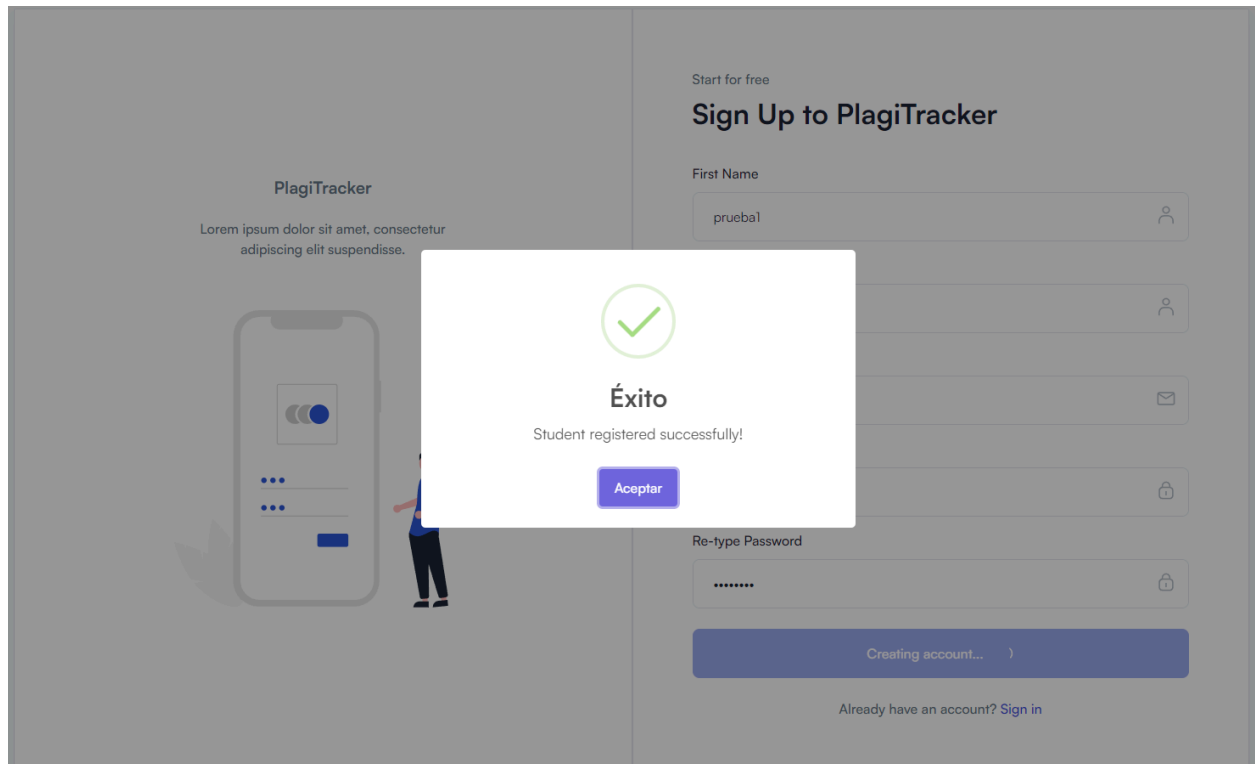 PlagiTracker
Lorem ipsum dolor sit amet, consectetur
adipiscing elit suspendisse.
Start for free
Sign Up to PlagiTracker
First Name
prueba1
Éxito
Student registered successfully!
Aceptar
Re-type Password
••••••••
Creating account...
Already have an account? Sign in